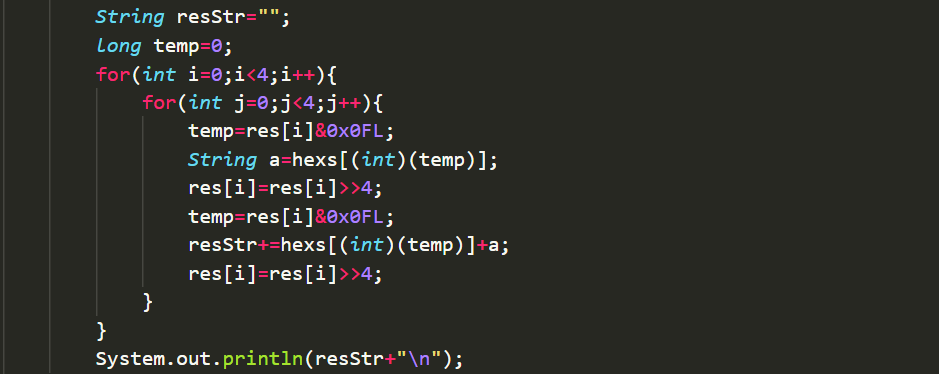 String resStr="";
long temp=0;
for(int i=0;i<4;i++){
for(int j=0;j<4;j++){
temp=res[i]&0x0FL;
String a=hexs[(int)(temp)];
res[i]=res[i]>>4;
temp=res[i]&0x0FL;
resStr+=hexs[(int)(temp)]+a;
res[i]=res[i]>>4;
}
}
System.out.println(resStr+"\n");